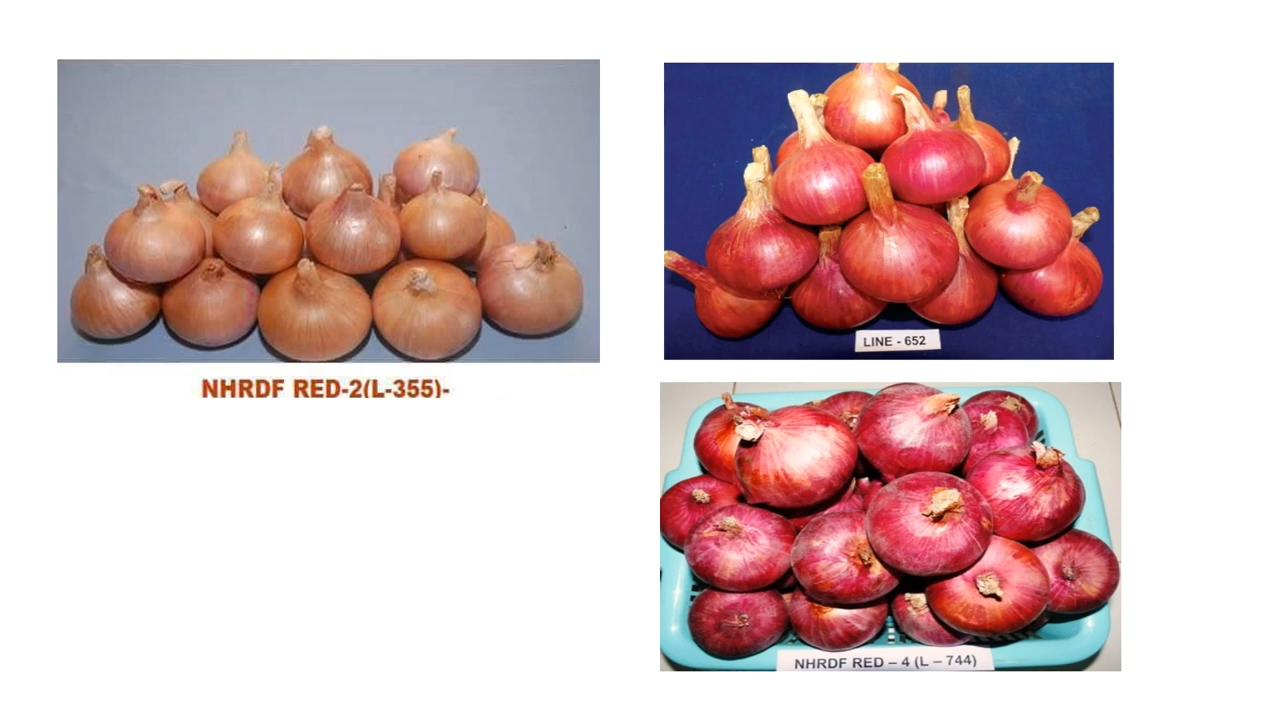 NHRDF RED-2(L-355)-
LINE - 652
NHRDF RED – 4 (L – 744)